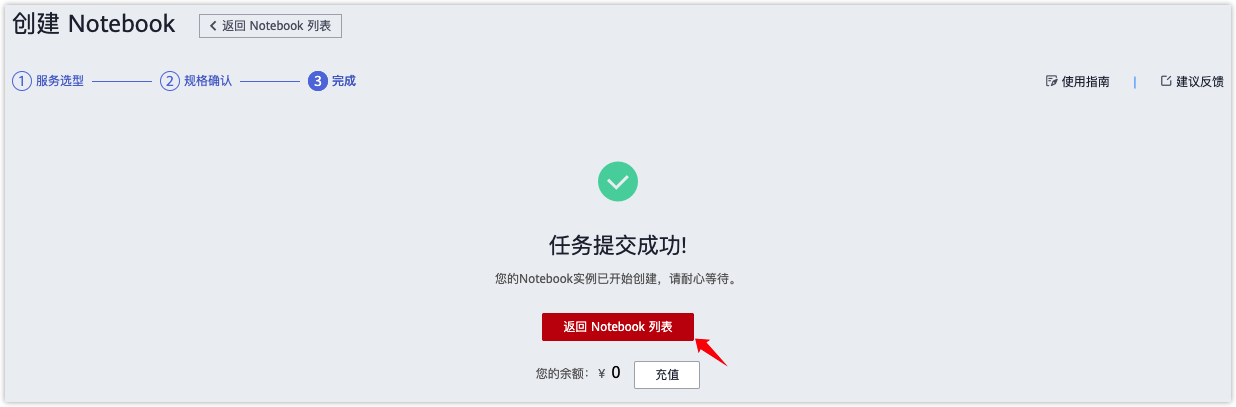 创建 Notebook
返回 Notebook 列表
1 服务选型
2 规格确认
3 完成
使用指南 | 建议反馈
任务提交成功!
您的Notebook实例已开始创建，请耐心等待。
返回 Notebook 列表
您的余额：¥ 0 充值